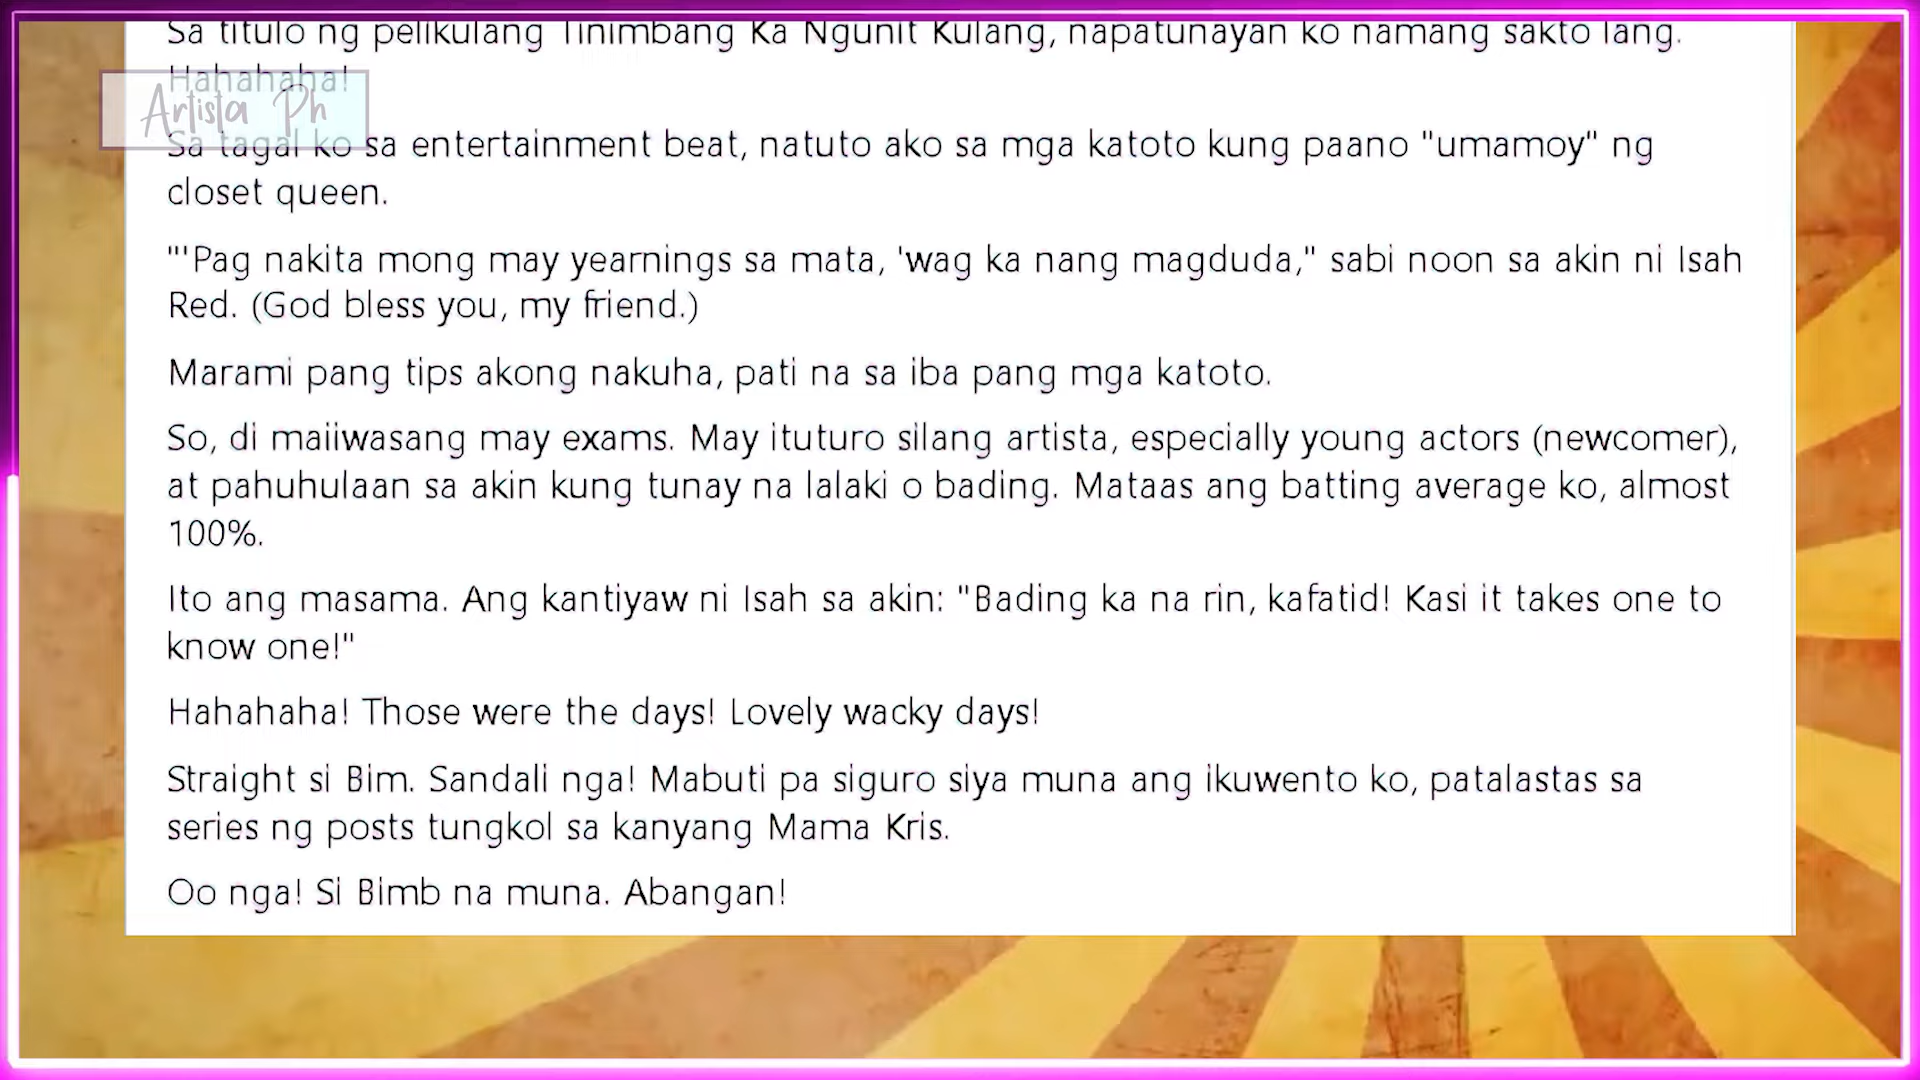 Sa titulo ng pelikulang Tinimbang Ka Ngunit Kulang, napatunayan ko namang sakto lang.
Hahahaha!
Artista Ph
Sa tagal ko sa entertainment beat, natuto ako sa mga katoto kung paano "umamoy" ng
closet queen.
"'Pag nakita mong may yearnings sa mata, 'wag ka nang magduda," sabi noon sa akin ni Isah
Red. (God bless you, my friend.)
Marami pang tips akong nakuha, pati na sa iba pang mga katoto.
So, di maiiwasang may exams. May ituturo silang artista, especially young actors (newcomer),
at pahuhulaan sa akin kung tunay na lalaki o bading. Mataas ang batting average ko, almost
100%.
Ito ang masama. Ang kantiyaw ni Isah sa akin: "Bading ka na rin, kafatid! Kasi it takes one to
know one!"
Hahahaha! Those were the days! Lovely wacky days!
Straight si Bim. Sandali nga! Mabuti pa siguro siya muna ang ikuwento ko, patalastas sa
series ng posts tungkol sa kanyang Mama Kris.
Oo nga! Si Bimb na muna. Abangan!